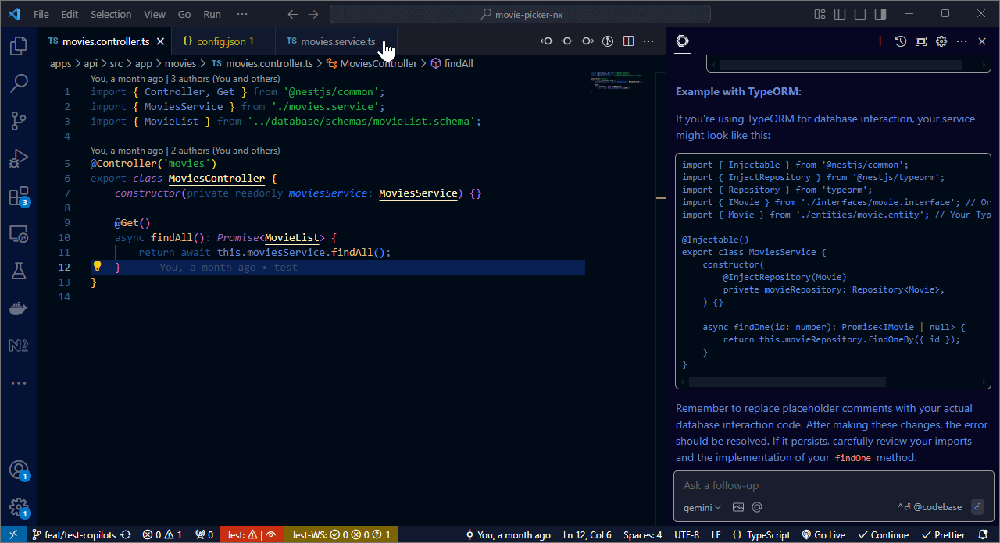 File Edit Selection View Go Run ··· movie-picker-nx
TS movies.controller.ts {} config.json 1 TS movies.service.ts
apps > api > src > app > movies > TS movies.controller.ts > MoviesController > findAll
You, a month ago | 3 authors (You and others)
1 import { Controller, Get } from '@nestjs/common';
2 import { MoviesService } from './movies.service';
3 import { MovieList } from '../database/schemas/movieList.schema';
4
You, a month ago | 2 authors (You and others)
5 @Controller('movies')
6 export class MoviesController {
7 constructor(private readonly moviesService: MoviesService) {}
8
9 @Get()
10 async findAll(): Promise<MovieList> {
11 return await this.moviesService.findAll();
12 } You, a month ago • test
13 }
14
3
1
1
Example with TypeORM:
If you're using TypeORM for database interaction, your service
might look like this:
import { Injectable } from '@nestjs/common';
import { InjectRepository } from '@nestjs/typeorm';
import { Repository } from 'typeorm';
import { IMovie } from './interfaces/movie.interface'; // Or
import { Movie } from './entities/movie.entity'; // Your Typ
@Injectable()
export class MoviesService {
constructor(
@InjectRepository(Movie)
private movieRepository: Repository<Movie>,
) {}
async findOne(id: number): Promise<IMovie | null> {
return this.movieRepository.findOneBy({ id });
}
}
Remember to replace placeholder comments with your actual
database interaction code. After making these changes, the error
should be resolved. If it persists, carefully review your imports
and the implementation of your findOne method.
Ask a follow-up
gemini @ ^⏎ @codebase
feat/test-copilots 0 1 0 Jest: | Jest-WS: 0 0 1 You, a month ago Ln 12, Col 6 Spaces: 4 UTF-8 LF {} TypeScript Go Live Continue Prettier